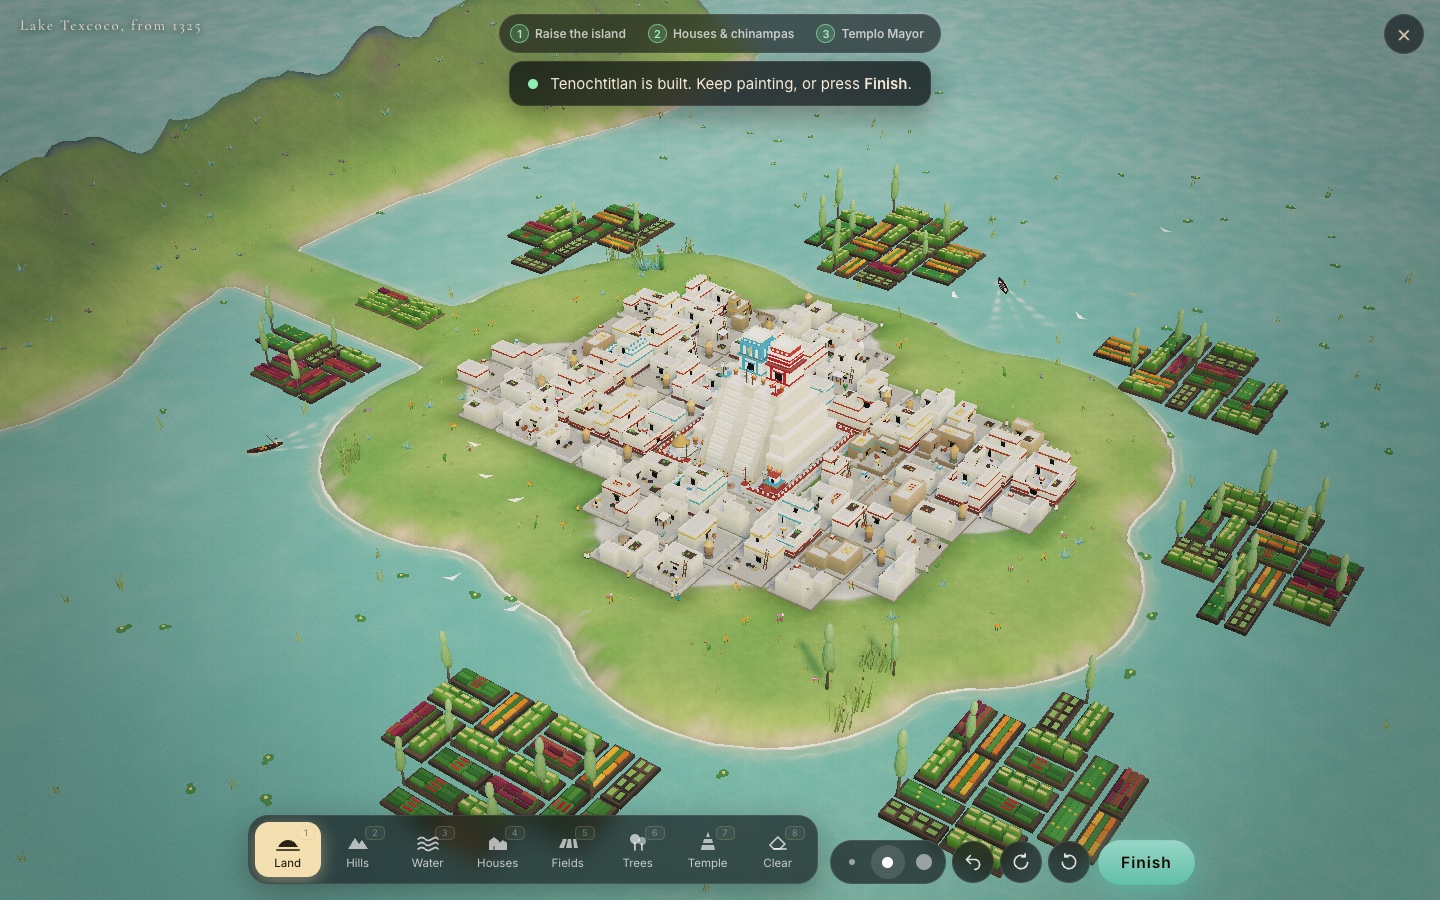 Lake Texcoco, from 1325
1 Raise the island 2 Houses & chinampas 3 Templo Mayor
Tenochtitlan is built. Keep painting, or press Finish.
1 2 3 4 5 6 7 8
Land Hills Water Houses Fields Trees Temple Clear
Finish